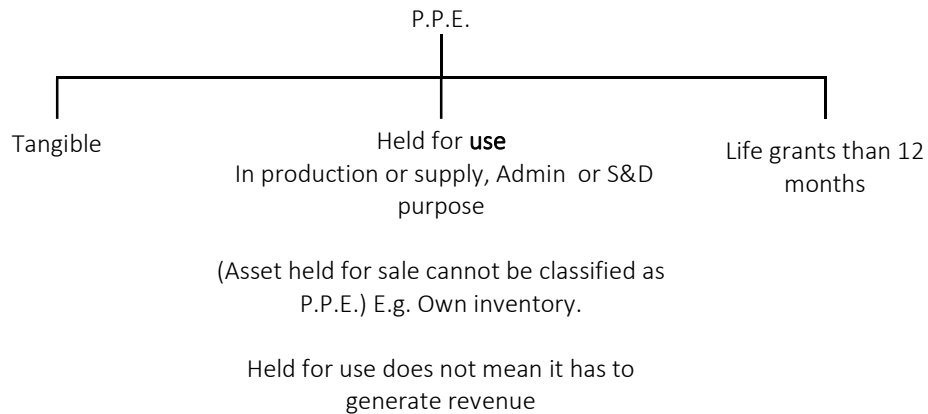 P.P.E.
Tangible
Held for use
In production or supply, Admin or S&D
purpose
(Asset held for sale cannot be classified as
P.P.E.) E.g. Own inventory.
Held for use does not mean it has to
generate revenue
Life grants than 12
months